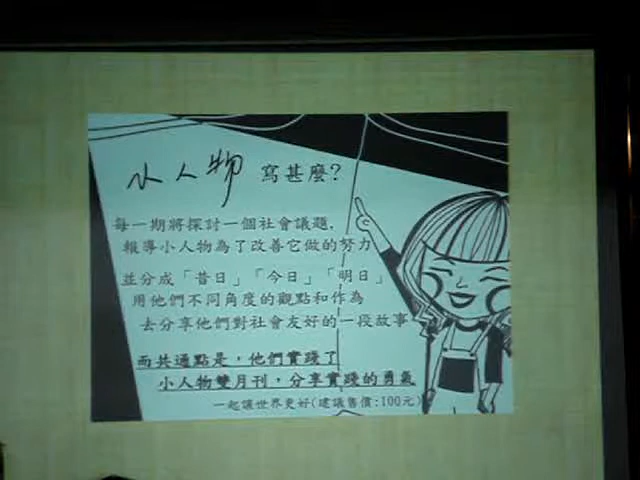 小人物 寫甚麼?
每一期將探討一個社會議題,
報導小人物為了改善它做的努力
並分成「昔日」「今日」「明日」
用他們不同角度的觀點和作為
去分享他們對社會友好的一段故事
而共通點是，他們實踐了
小人物雙月刊，分享實踐的勇氣
一起讓世界更好(建議售價:100元)